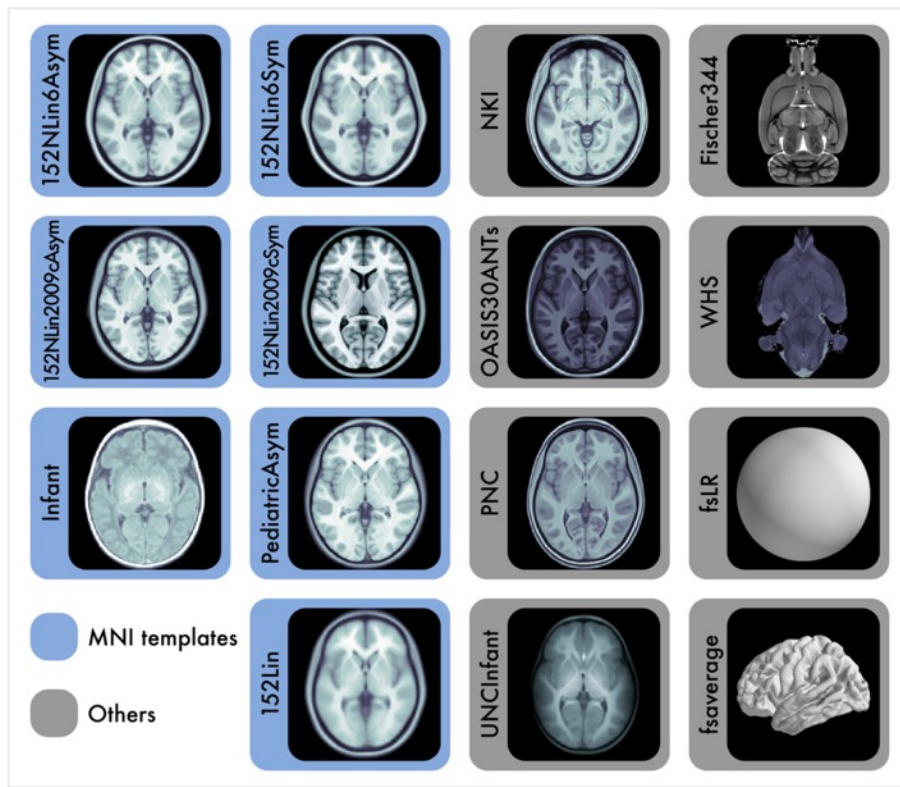 152NLin6Asym
152NLin6Sym
NKI
Fischer344
152NLin2009cAsym
152NLin2009cSym
OASIS30ANTs
WHS
Infant
PediatricAsym
PNC
fsLR
MNI templates
Others
152Lin
UNCInfant
fsaverage